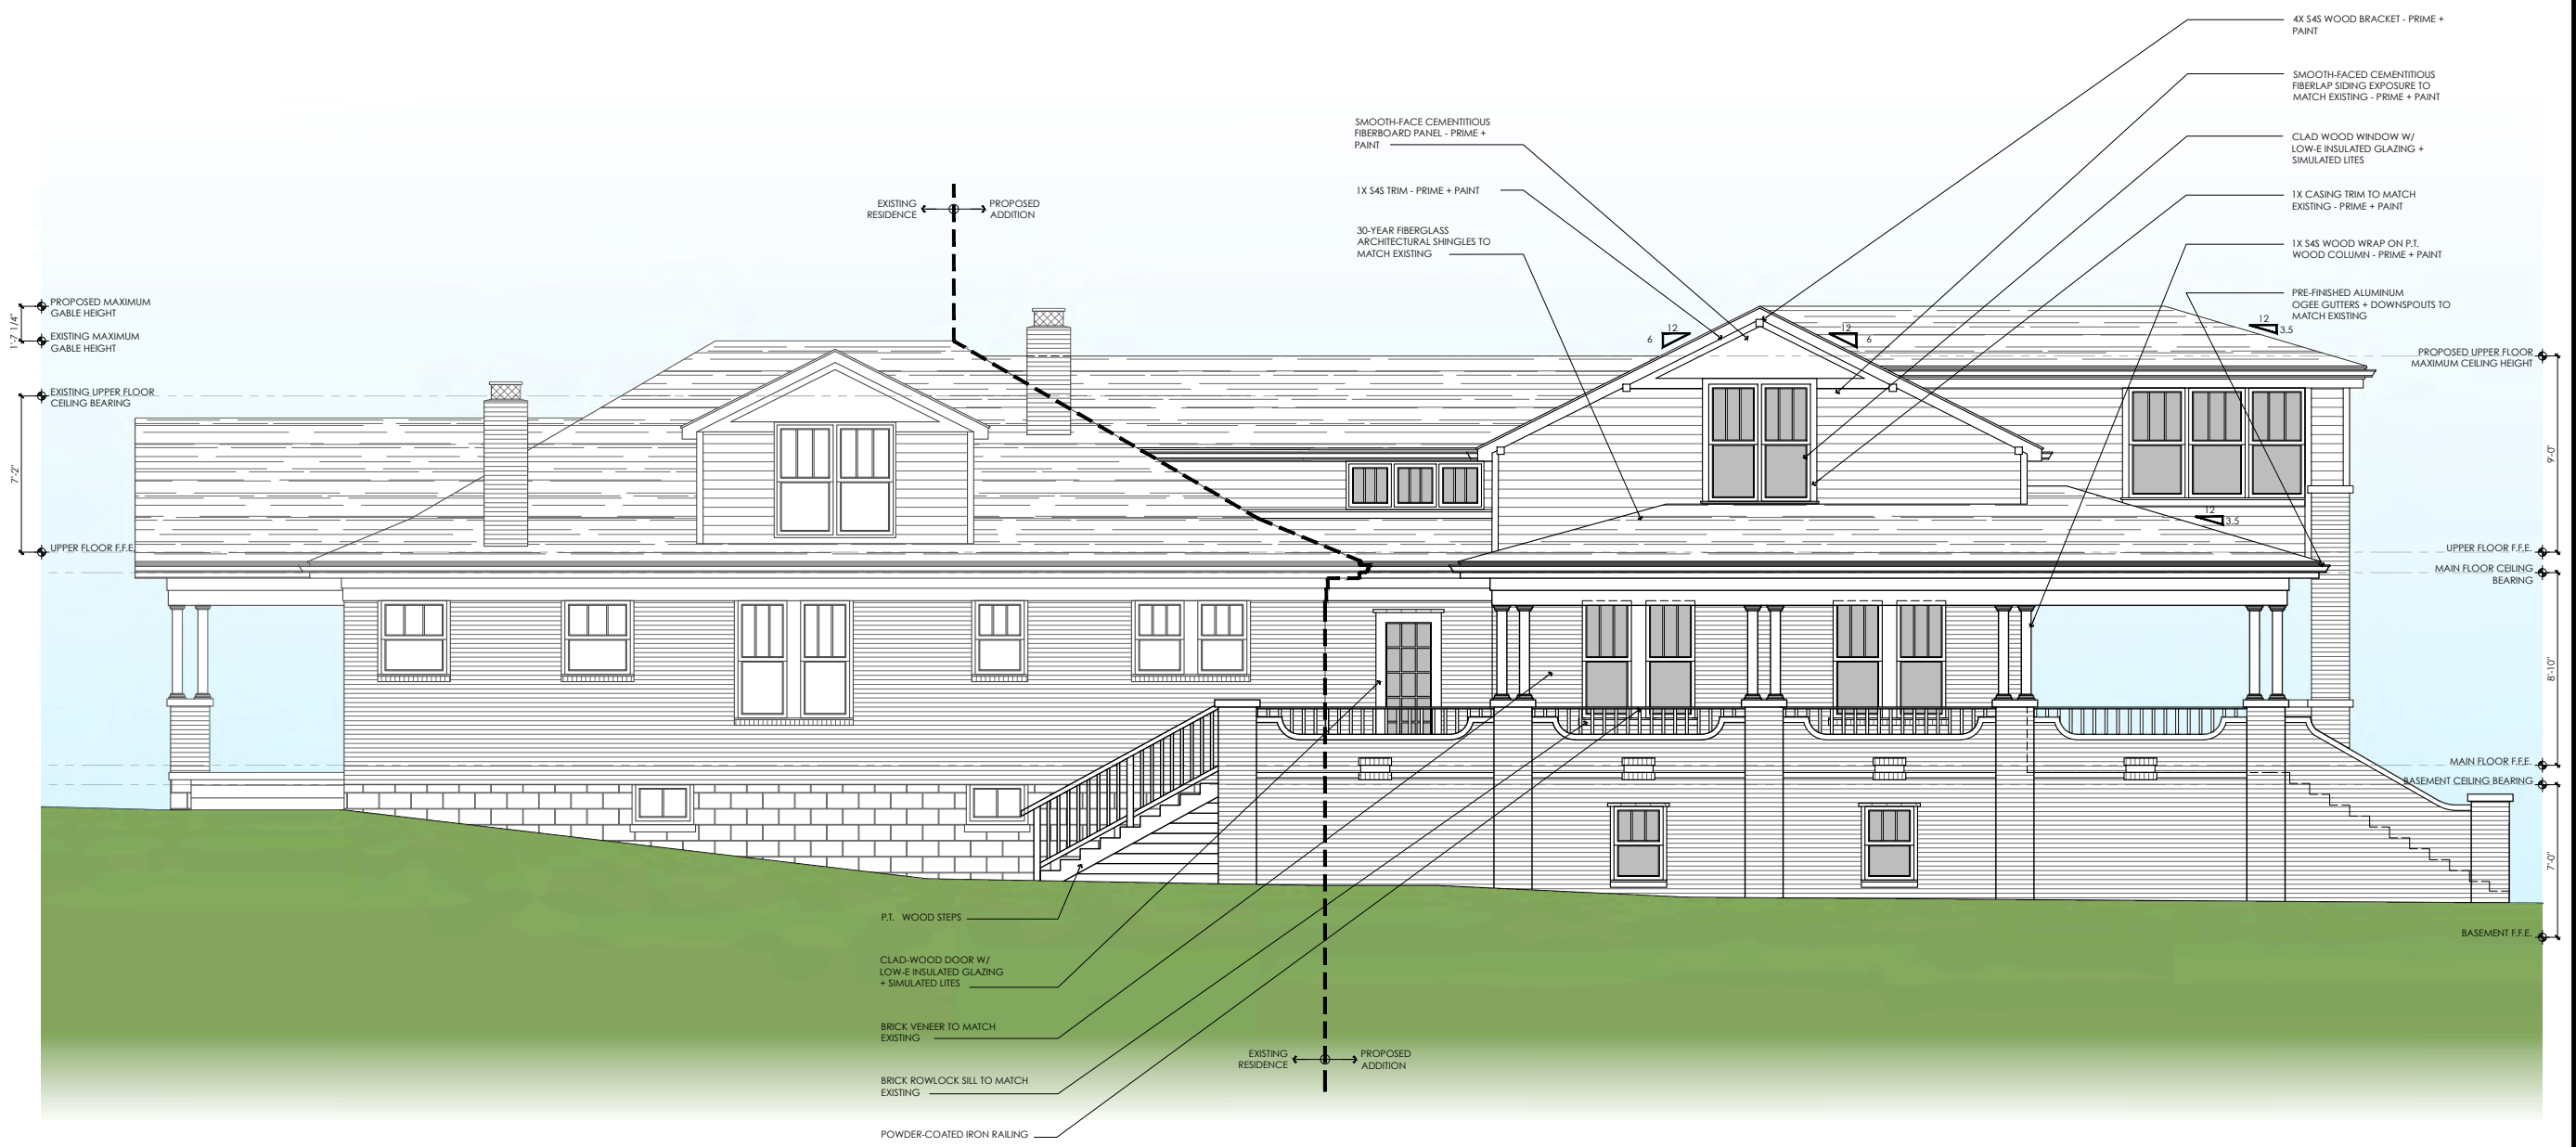 4X S4S WOOD BRACKET - PRIME +
PAINT
SMOOTH-FACED CEMENTITIOUS
FIBERLAP SIDING EXPOSURE TO
MATCH EXISTING - PRIME + PAINT
SMOOTH-FACE CEMENTITIOUS
FIBERBOARD PANEL - PRIME +
PAINT
CLAD WOOD WINDOW W/
LOW-E INSULATED GLAZING +
SIMULATED LITES
1X S4S TRIM - PRIME + PAINT
1X CASING TRIM TO MATCH
EXISTING - PRIME + PAINT
EXISTING
RESIDENCE
PROPOSED
ADDITION
30-YEAR FIBERGLASS
ARCHITECTURAL SHINGLES TO
MATCH EXISTING
1X S4S WOOD WRAP ON P.T.
WOOD COLUMN - PRIME + PAINT
PRE-FINISHED ALUMINUM
OGEE GUTTERS + DOWNSPOUTS TO
MATCH EXISTING
PROPOSED MAXIMUM
GABLE HEIGHT
1'-7 1/4"
EXISTING MAXIMUM
GABLE HEIGHT
12
6
12
6
12
3.5
PROPOSED UPPER FLOOR
MAXIMUM CEILING HEIGHT
EXISTING UPPER FLOOR
CEILING BEARING
7'-2"
9'-0"
12
3.5
UPPER FLOOR F.F.E.
UPPER FLOOR F.F.E.
MAIN FLOOR CEILING
BEARING
8'-10"
MAIN FLOOR F.F.E.
BASEMENT CEILING BEARING
7'-0"
BASEMENT F.F.E.
P.T. WOOD STEPS
CLAD-WOOD DOOR W/
LOW-E INSULATED GLAZING
+ SIMULATED LITES
BRICK VENEER TO MATCH
EXISTING
EXISTING
RESIDENCE
PROPOSED
ADDITION
BRICK ROWLOCK SILL TO MATCH
EXISTING
POWDER-COATED IRON RAILING